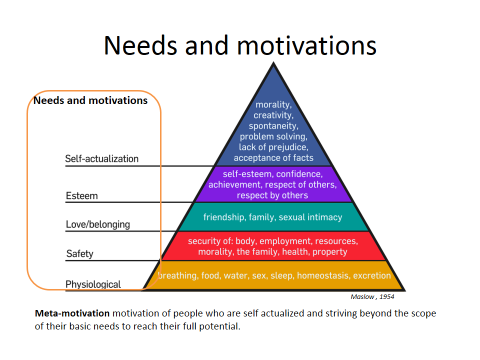 Needs and motivations
Needs and motivations
morality,
creativity,
spontaneity,
problem solving,
lack of prejudice,
acceptance of facts
Self-actualization
self-esteem, confidence,
achievement, respect of others,
respect by others
Esteem
friendship, family, sexual intimacy
Love/belonging
security of: body, employment, resources,
morality, the family, health, property
Safety
breathing, food, water, sex, sleep, homeostasis, excretion
Physiological
Maslow , 1954
Meta-motivation motivation of people who are self actualized and striving beyond the scope
of their basic needs to reach their full potential.